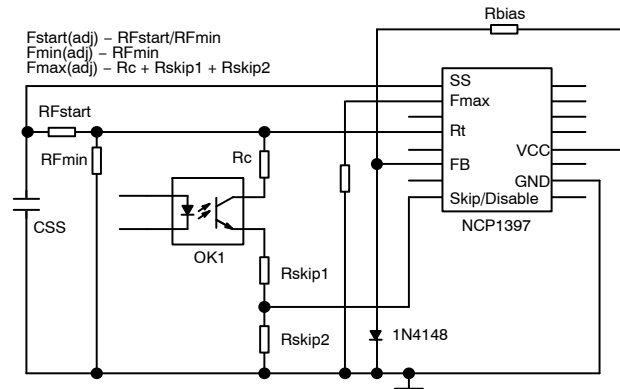 Rbias
Fstart(adj) – RFstart/RFmin
Fmin(adj) – RFmin
Fmax(adj) – Rc + Rskip1 + Rskip2
SS
Fmax
RFstart
Rt
RFmin
Rc
VCC
FB
GND
Skip/Disable
CSS
NCP1397
OK1
Rskip1
1N4148
Rskip2